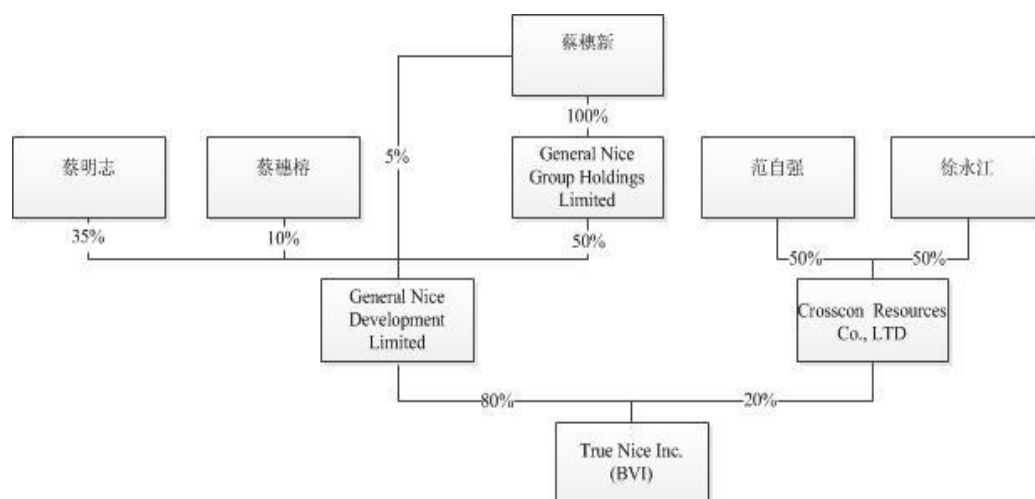 蔡穗新
100%
5%
蔡明志
蔡穗榕
General Nice
Group Holdings
Limited
范自强
徐永江
35%
10%
50%
50%
50%
General Nice
Development
Limited
Crosscon Resources
Co., LTD
80%
20%
True Nice Inc.
(BVI)